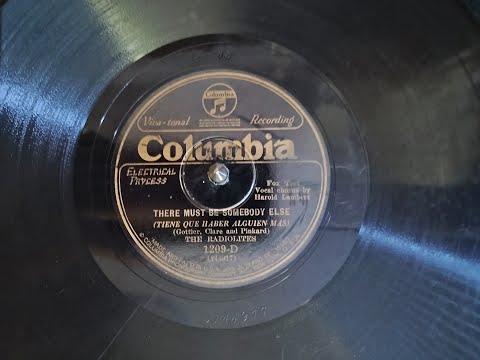 Columbia
Viva-tonal Recording
Columbia
ELECTRICAL
PROCESS
Fox Trot
Vocal chorus by
Harold Lambert
THERE MUST BE SOMEBODY ELSE
(TIENE QUE HABER ALGUIEN MAS)
(Gottler, Clare and Pinkard)
THE RADIOLITES
1209-D